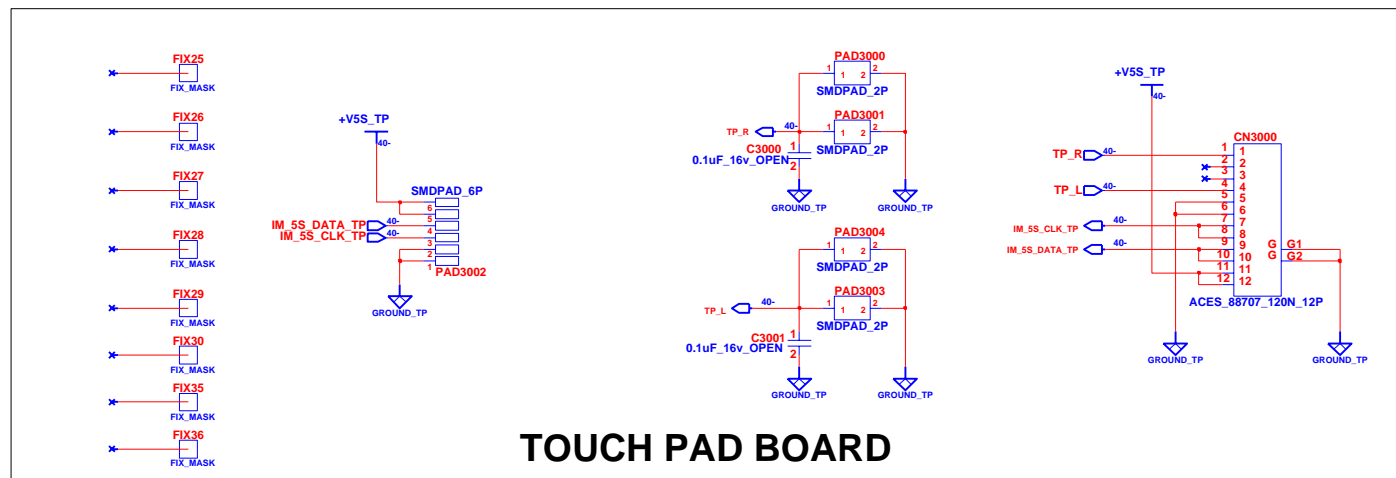 FIX25
FIX_MASK
FIX26
FIX_MASK
FIX27
FIX_MASK
FIX28
FIX_MASK
FIX29
FIX_MASK
FIX30
FIX_MASK
FIX35
FIX_MASK
FIX36
FIX_MASK
+V5S_TP
40-
SMDPAD_6P
6
IM_5S_DATA_TP 40- 5
IM_5S_CLK_TP 40- 4
3
2
1
PAD3002
GROUND_TP
PAD3000
1 1 2 2
SMDPAD_2P
PAD3001
TP_R 40- 1 1 2 2
SMDPAD_2P
C3000 1
0.1uF_16v_OPEN
2
GROUND_TP GROUND_TP
PAD3004
1 1 2 2
SMDPAD_2P
PAD3003
TP_L 40- 1 1 2 2
SMDPAD_2P
C3001 1
0.1uF_16v_OPEN
2
GROUND_TP GROUND_TP
+V5S_TP
40-
CN3000
TP_R 40- 1 1
2 2
3 3
TP_L 40- 4 4
5 5
6 6
IM_5S_CLK_TP 40- 7 7
8 8
IM_5S_DATA_TP 40- 9 9 G G1
10 10 G G2
11 11
12 12
ACES_88707_120N_12P
GROUND_TP GROUND_TP
TOUCH PAD BOARD